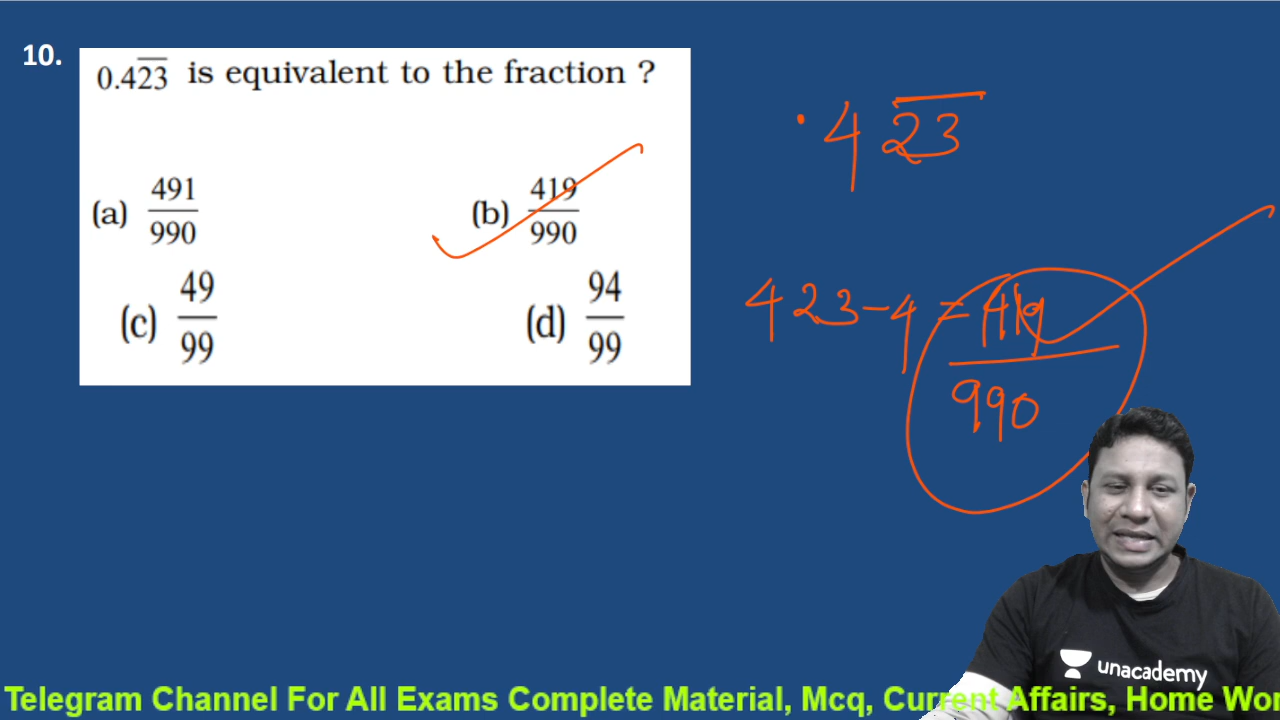 10.
0.4\overline{23} is equivalent to the fraction ?
(a) 491/990
(b) 419/990
(c) 49/99
(d) 94/99
.4\overline{23}
423-4 = 419/990
unacademy
Telegram Channel For All Exams Complete Material, Mcq, Current Affairs, Home Wor